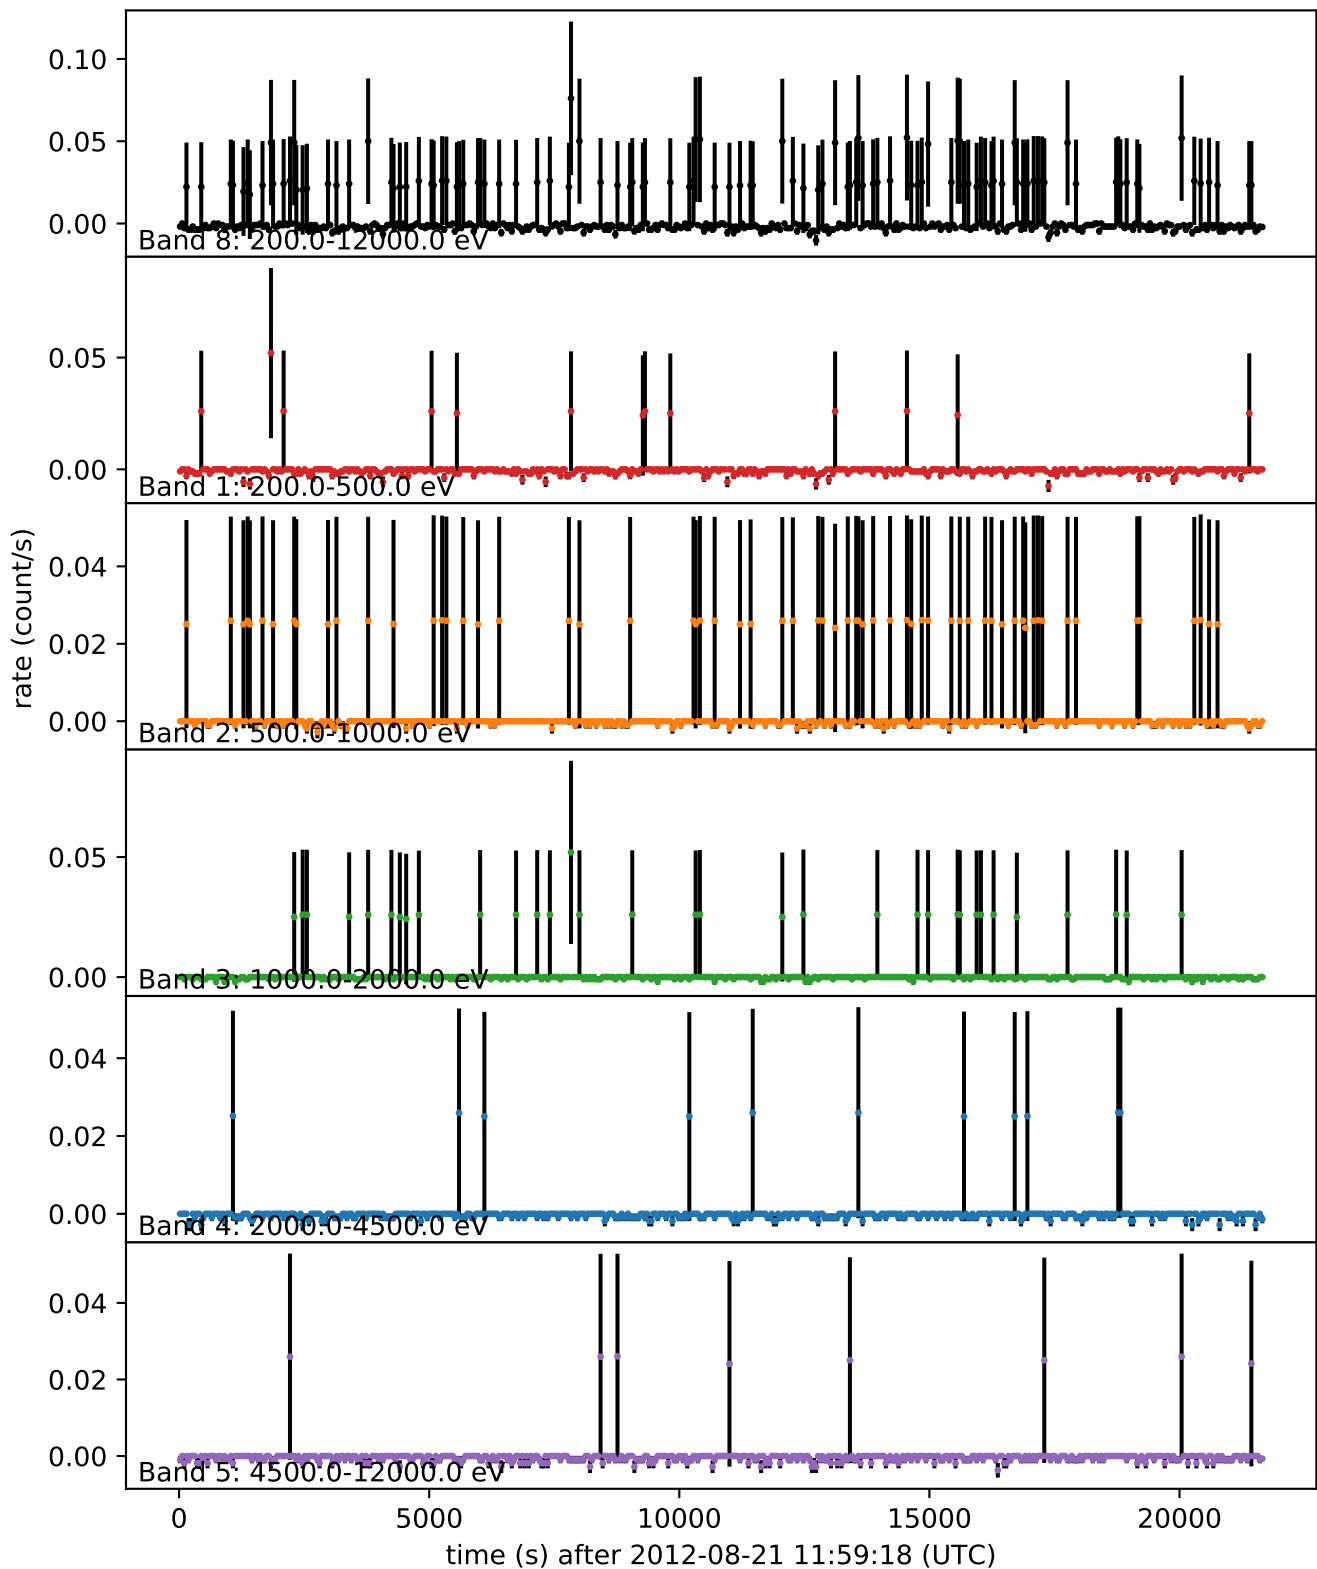 0.10
0.05
0.00
Band 8: 200.0-12000.0 eV
0.05
0.00
Band 1: 200.0-500.0 eV
rate (count/s)
0.04
0.02
0.00
Band 2: 500.0-1000.0 eV
0.05
0.00
Band 3: 1000.0-2000.0 eV
0.04
0.02
0.00
Band 4: 2000.0-4500.0 eV
0.04
0.02
0.00
Band 5: 4500.0-12000.0 eV
0 5000 10000 15000 20000
time (s) after 2012-08-21 11:59:18 (UTC)